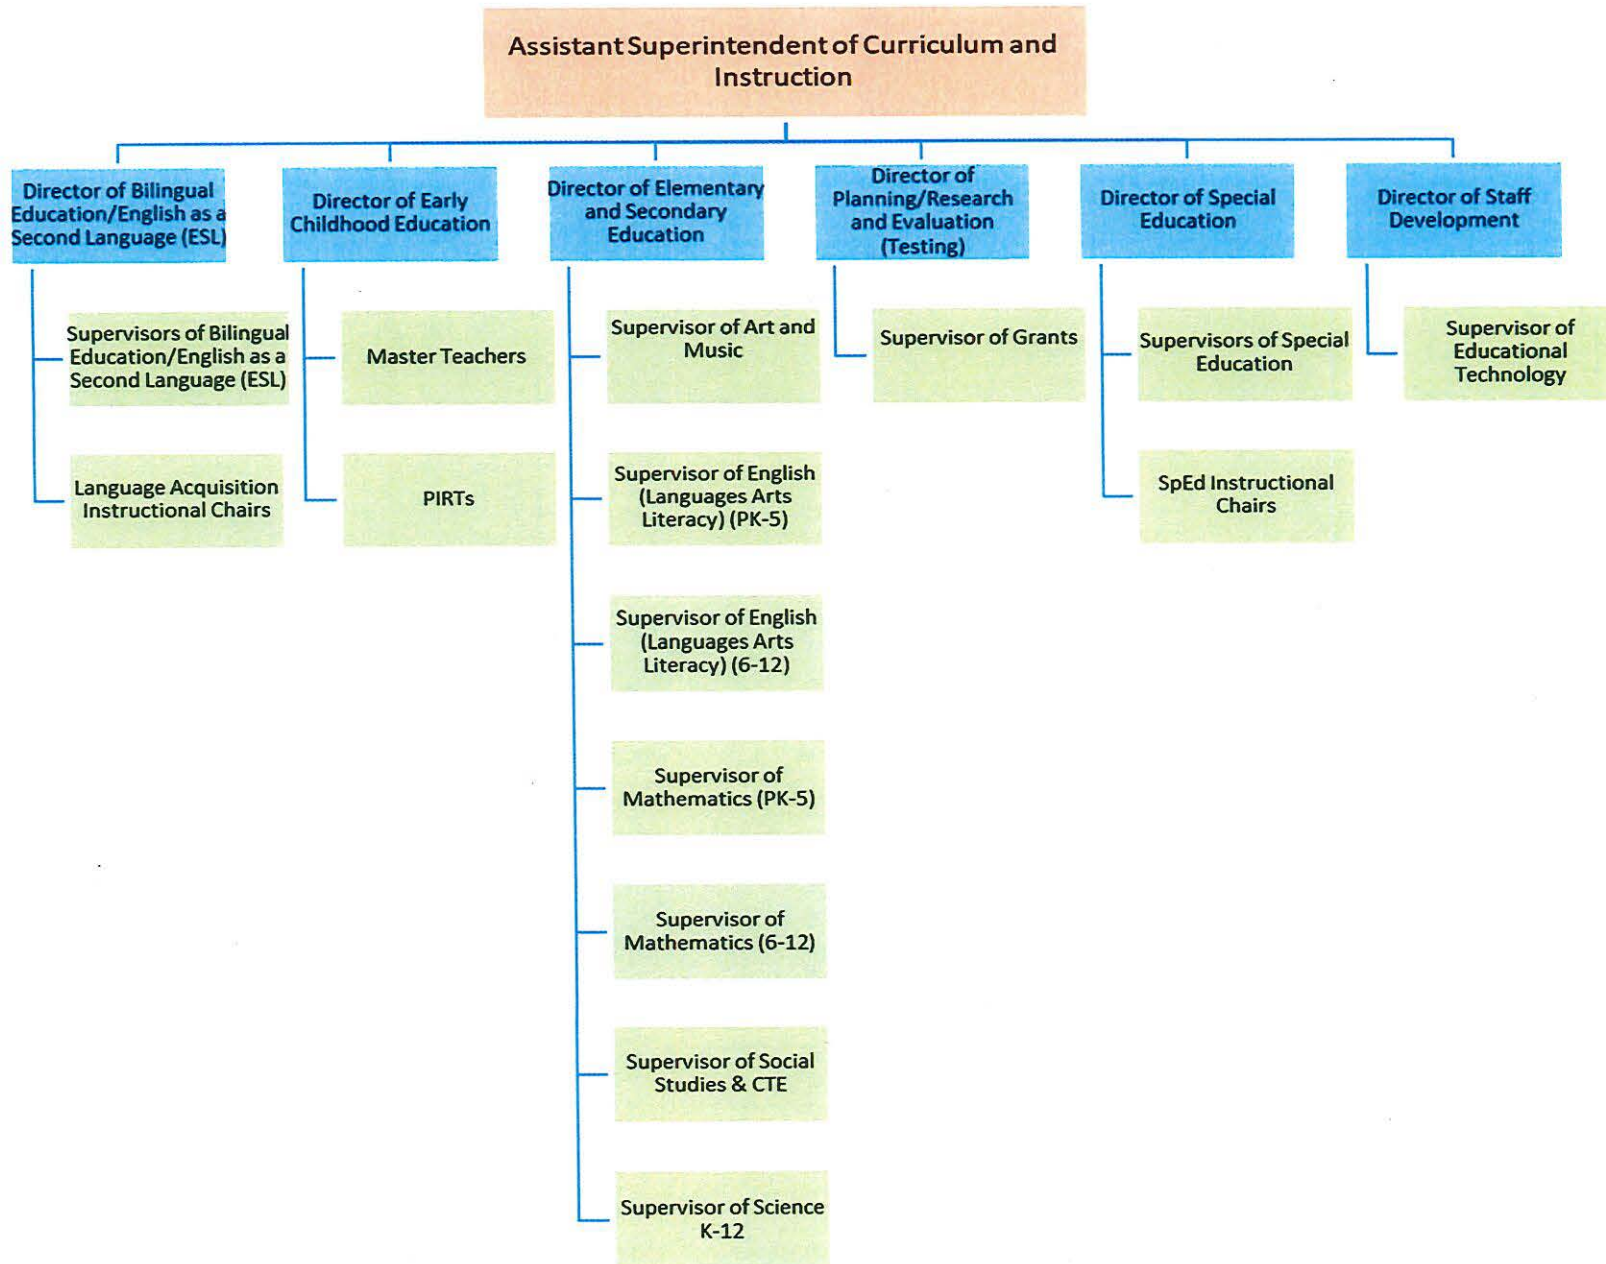 Assistant Superintendent of Curriculum and
Instruction
Director of Bilingual
Education/English as a
Second Language (ESL)
Director of Early
Childhood Education
Director of Elementary
and Secondary
Education
Director of
Planning/Research
and Evaluation
(Testing)
Director of Special
Education
Director of Staff
Development
Supervisors of Bilingual
Education/English as a
Second Language (ESL)
Language Acquisition
Instructional Chairs
Master Teachers
PIRTs
Supervisor of Art and
Music
Supervisor of English
(Languages Arts
Literacy) (PK-5)
Supervisor of English
(Languages Arts
Literacy) (6-12)
Supervisor of
Mathematics (PK-5)
Supervisor of
Mathematics (6-12)
Supervisor of Social
Studies & CTE
Supervisor of Science
K-12
Supervisor of Grants
Supervisors of Special
Education
SpEd Instructional
Chairs
Supervisor of
Educational
Technology